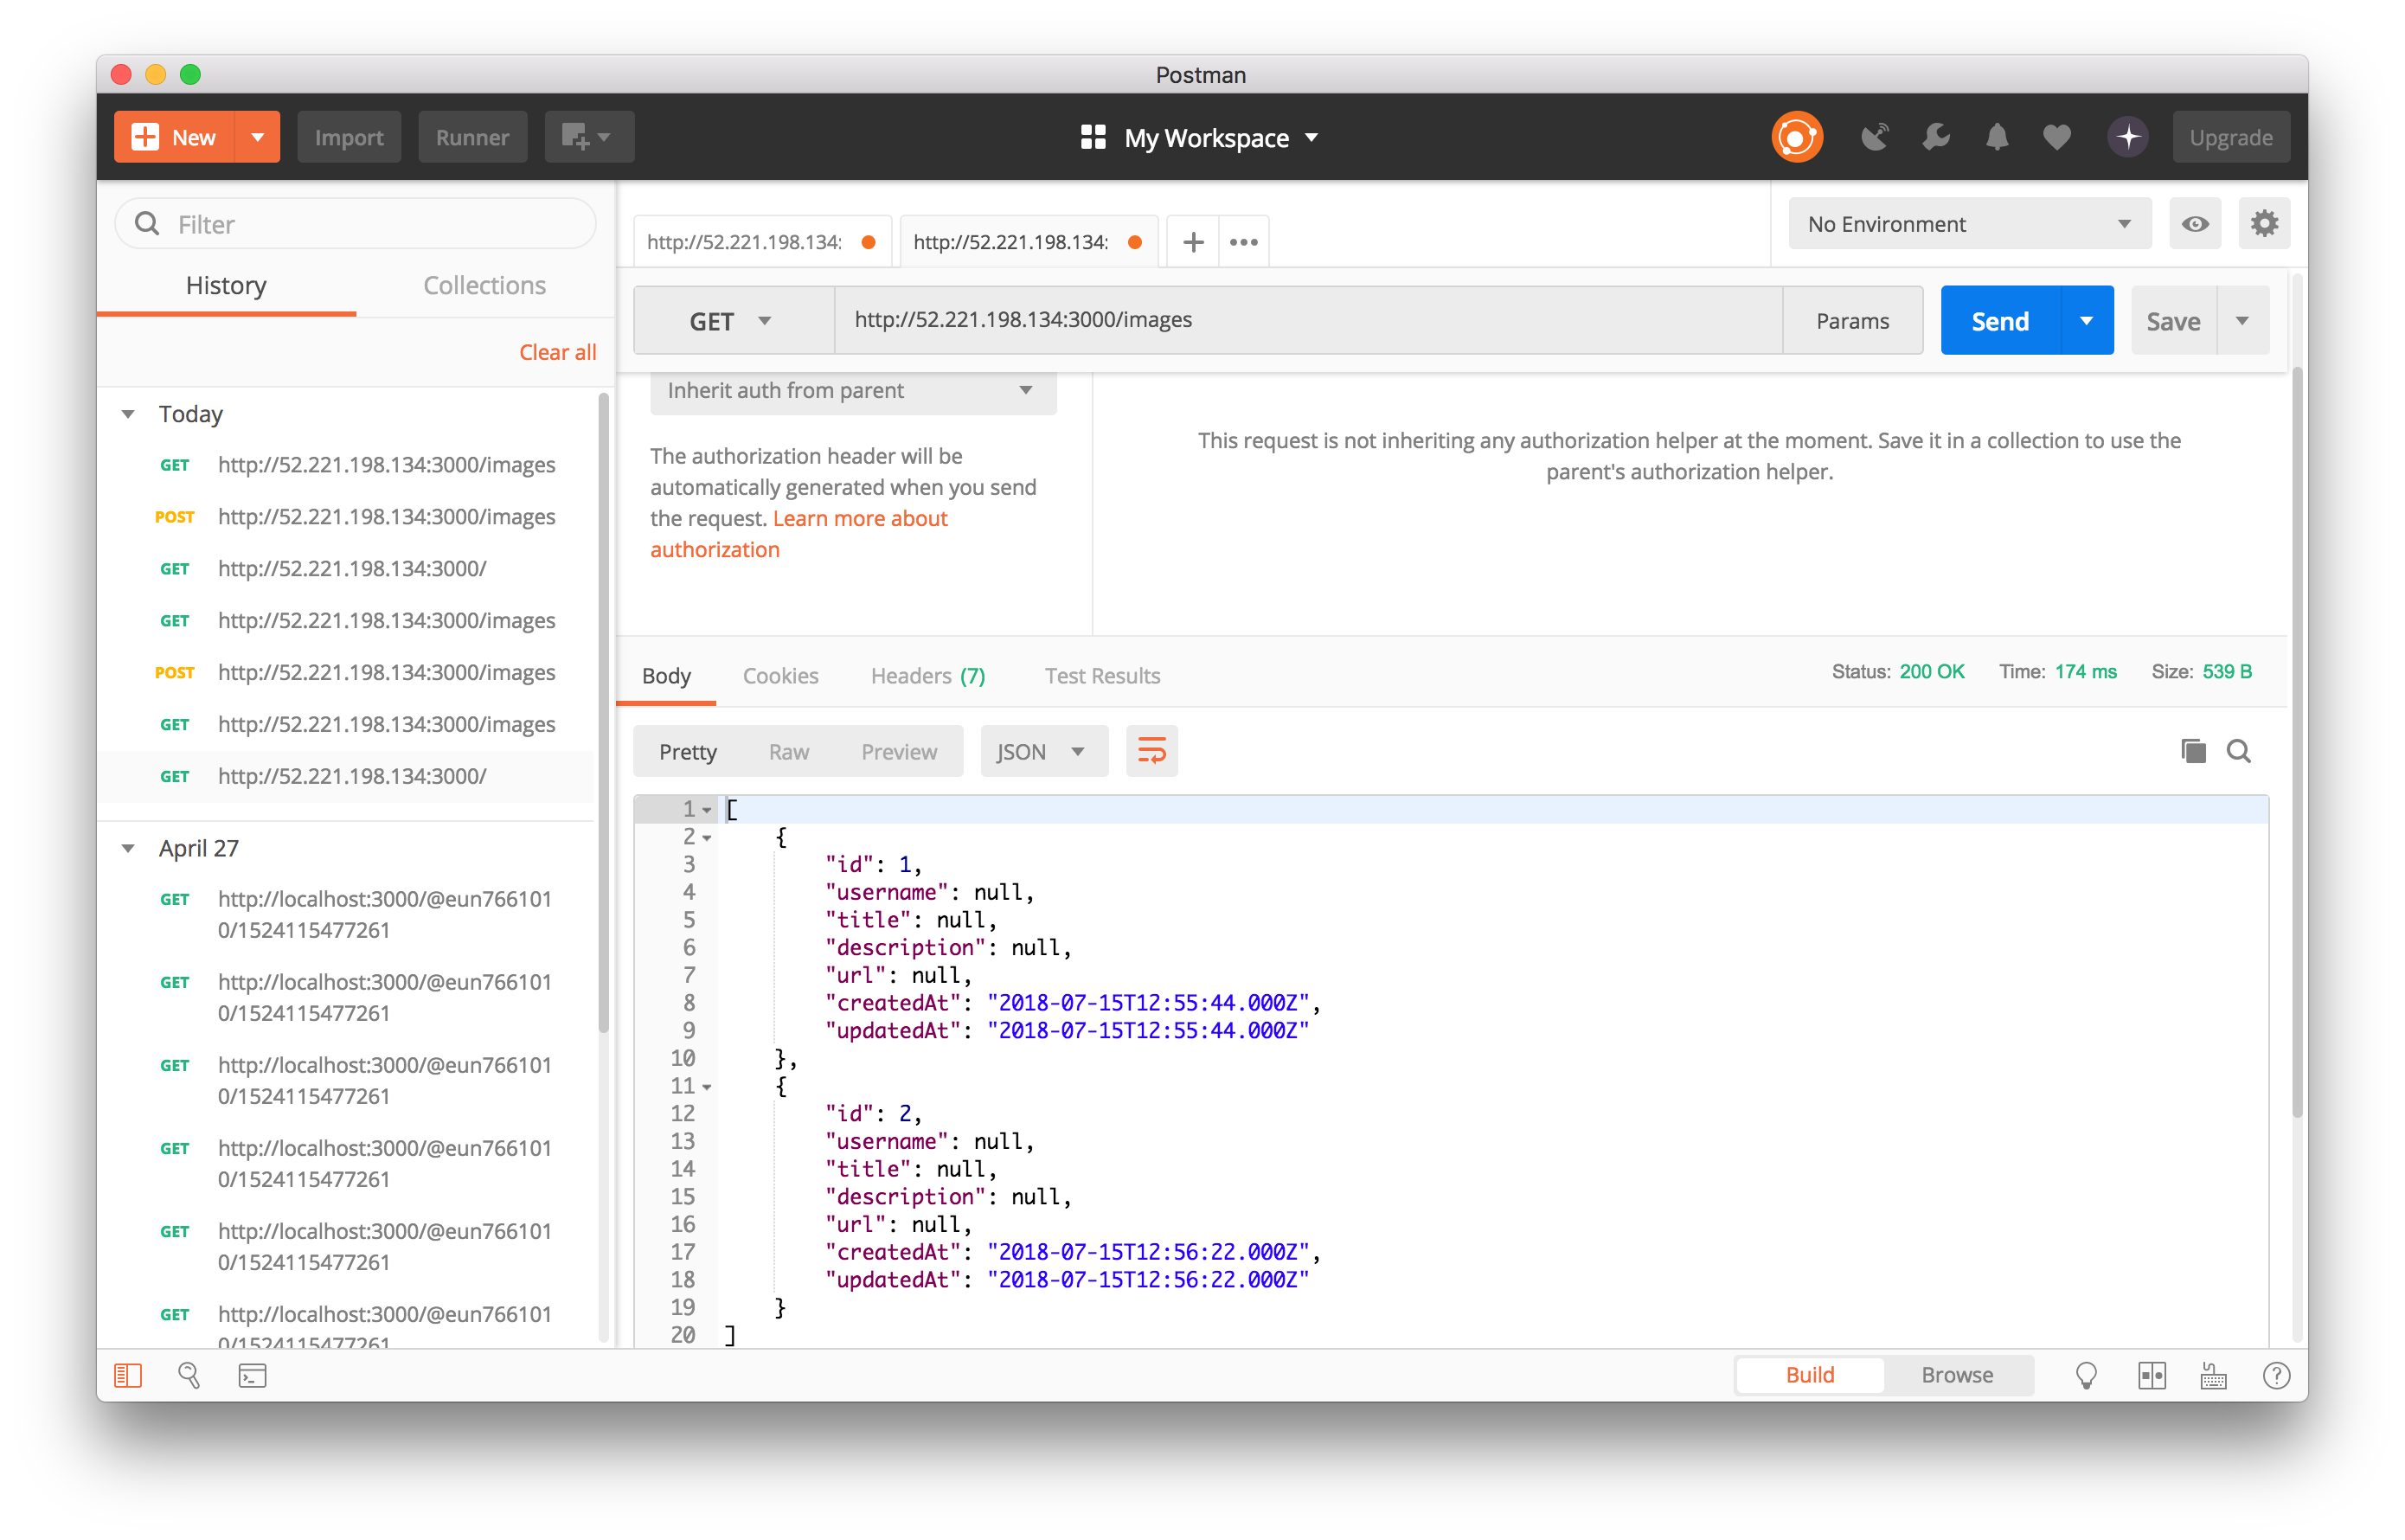 Postman
New
Import
Runner
My Workspace
Upgrade
Filter
History
Collections
Clear all
Today
GET http://52.221.198.134:3000/images
POST http://52.221.198.134:3000/images
GET http://52.221.198.134:3000/
GET http://52.221.198.134:3000/images
POST http://52.221.198.134:3000/images
GET http://52.221.198.134:3000/images
GET http://52.221.198.134:3000/
April 27
GET http://localhost:3000/@eun766101
0/1524115477261
GET http://localhost:3000/@eun766101
0/1524115477261
GET http://localhost:3000/@eun766101
0/1524115477261
GET http://localhost:3000/@eun766101
0/1524115477261
GET http://localhost:3000/@eun766101
0/1524115477261
GET http://localhost:3000/@eun766101
0/1524115477261
http://52.221.198.134:
http://52.221.198.134:
No Environment
GET
http://52.221.198.134:3000/images
Params
Send
Save
Inherit auth from parent
The authorization header will be
automatically generated when you send
the request. Learn more about
authorization
This request is not inheriting any authorization helper at the moment. Save it in a collection to use the
parent's authorization helper.
Body
Cookies
Headers (7)
Test Results
Status: 200 OK
Time: 174 ms
Size: 539 B
Pretty
Raw
Preview
JSON
1 [
2 {
3 "id": 1,
4 "username": null,
5 "title": null,
6 "description": null,
7 "url": null,
8 "createdAt": "2018-07-15T12:55:44.000Z",
9 "updatedAt": "2018-07-15T12:55:44.000Z"
10 },
11 {
12 "id": 2,
13 "username": null,
14 "title": null,
15 "description": null,
16 "url": null,
17 "createdAt": "2018-07-15T12:56:22.000Z",
18 "updatedAt": "2018-07-15T12:56:22.000Z"
19 }
20 ]
Build
Browse